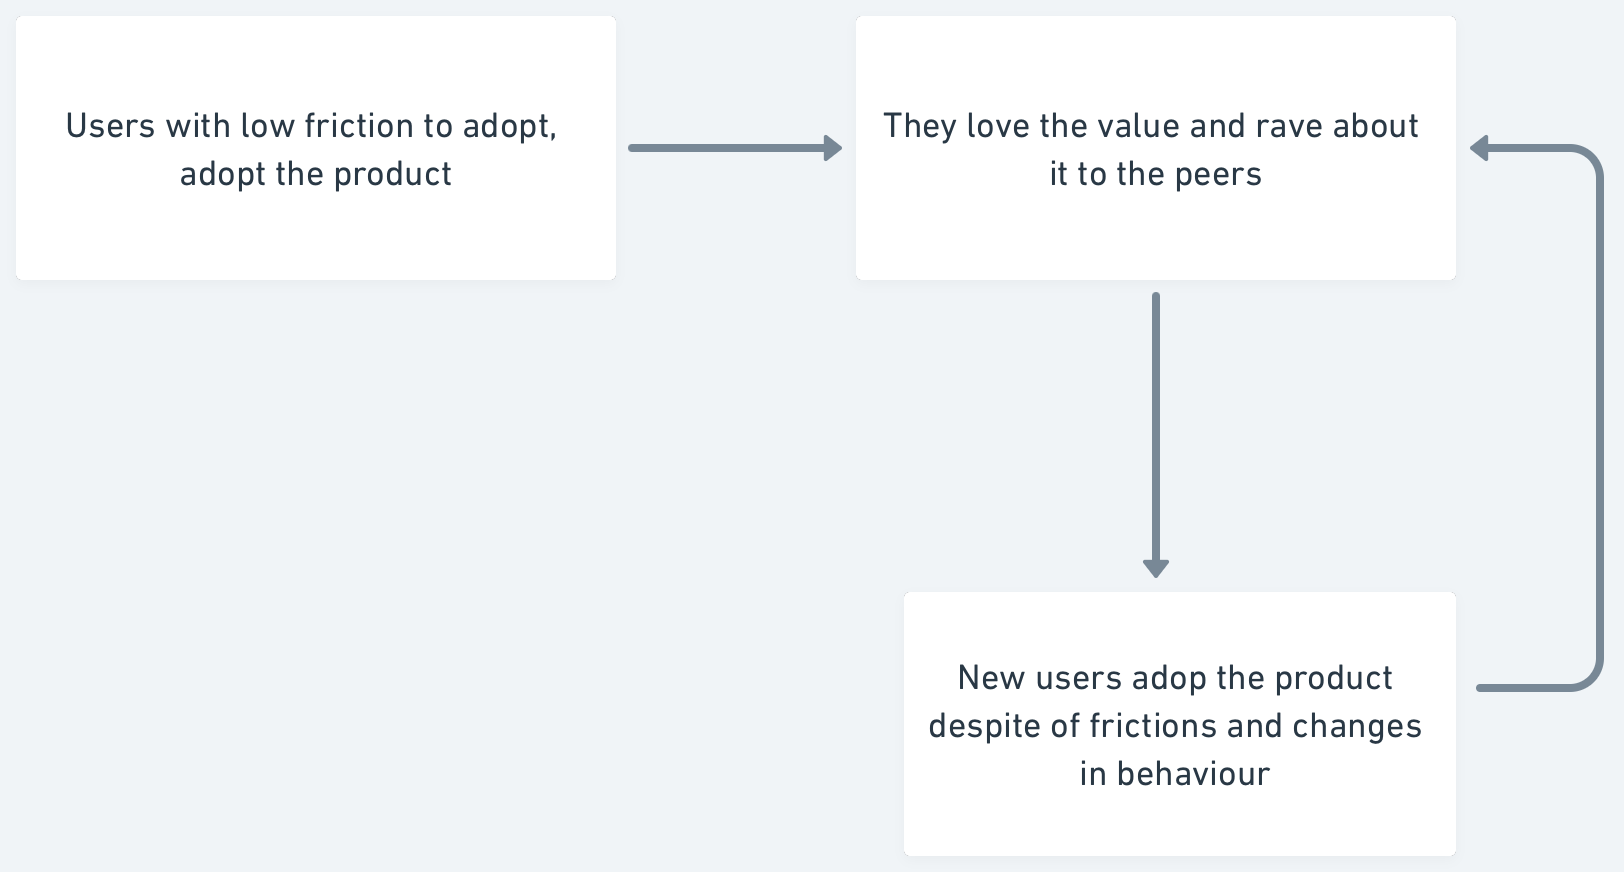 Users with low friction to adopt,
adopt the product
They love the value and rave about
it to the peers
New users adop the product
despite of frictions and changes
in behaviour